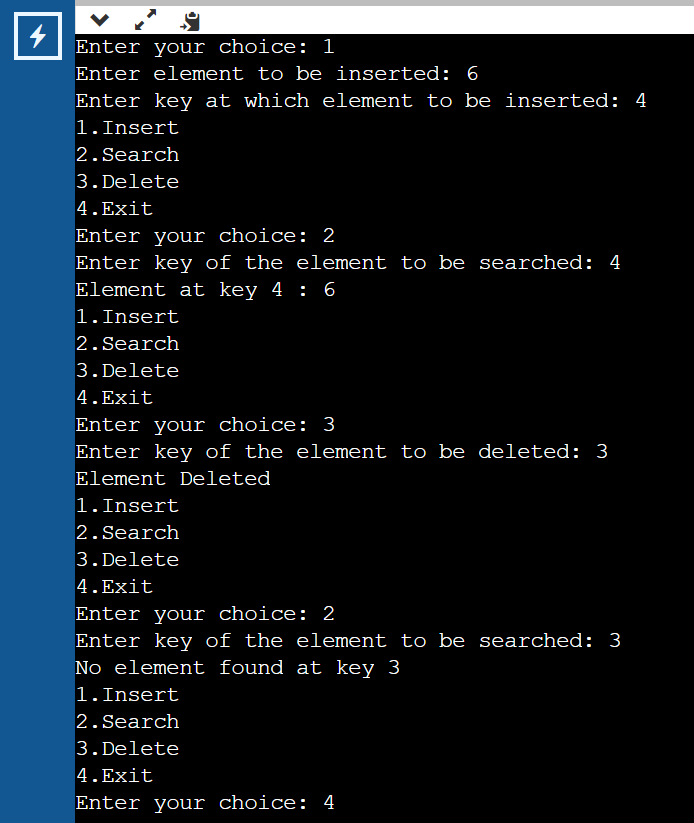 Enter your choice: 1
Enter element to be inserted: 6
Enter key at which element to be inserted: 4
1.Insert
2.Search
3.Delete
4.Exit
Enter your choice: 2
Enter key of the element to be searched: 4
Element at key 4 : 6
1.Insert
2.Search
3.Delete
4.Exit
Enter your choice: 3
Enter key of the element to be deleted: 3
Element Deleted
1.Insert
2.Search
3.Delete
4.Exit
Enter your choice: 2
Enter key of the element to be searched: 3
No element found at key 3
1.Insert
2.Search
3.Delete
4.Exit
Enter your choice: 4